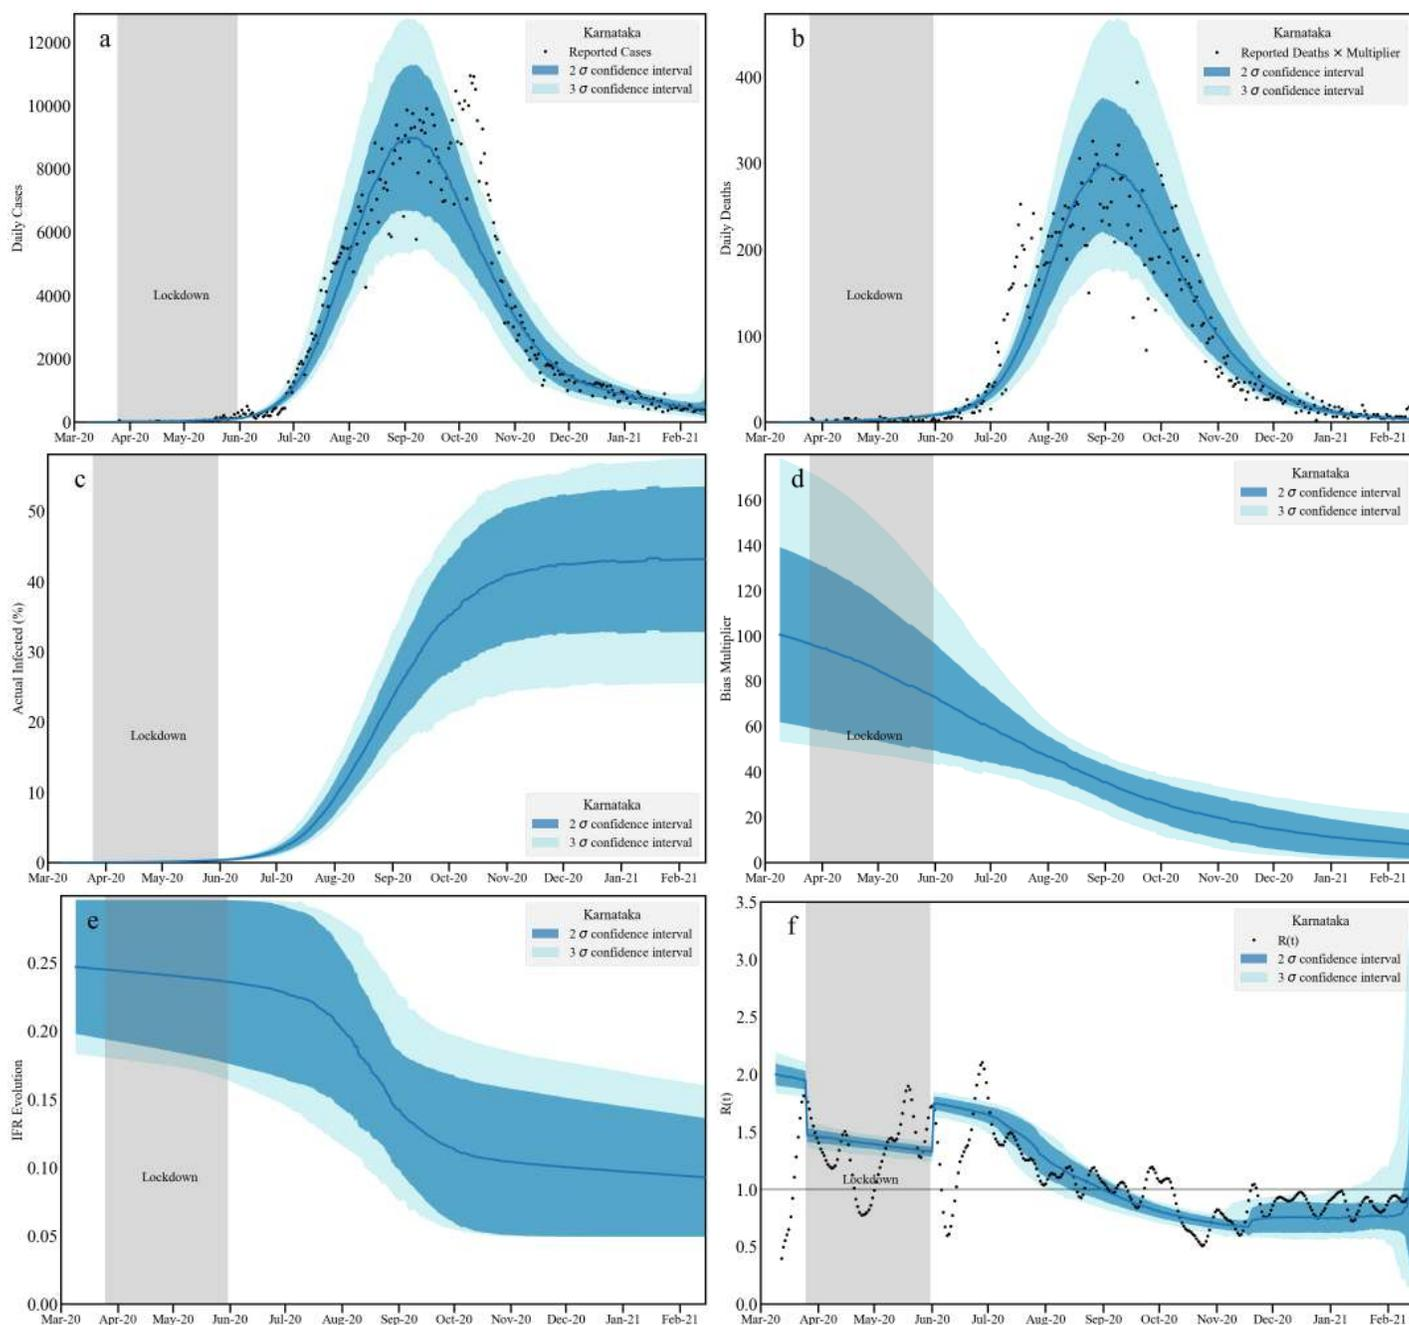 a
Karnataka
Reported Cases
2 σ confidence interval
3 σ confidence interval
12000
10000
8000
6000
4000
2000
0
Daily Cases
Lockdown
Mar-20 Apr-20 May-20 Jun-20 Jul-20 Aug-20 Sep-20 Oct-20 Nov-20 Dec-20 Jan-21 Feb-21
b
Karnataka
Reported Deaths × Multiplier
2 σ confidence interval
3 σ confidence interval
400
300
200
100
0
Daily Deaths
Lockdown
Mar-20 Apr-20 May-20 Jun-20 Jul-20 Aug-20 Sep-20 Oct-20 Nov-20 Dec-20 Jan-21 Feb-21
c
50
40
30
20
10
0
Actual Infected (%)
Lockdown
Karnataka
2 σ confidence interval
3 σ confidence interval
Mar-20 Apr-20 May-20 Jun-20 Jul-20 Aug-20 Sep-20 Oct-20 Nov-20 Dec-20 Jan-21 Feb-21
d
Karnataka
2 σ confidence interval
3 σ confidence interval
160
140
120
100
80
60
40
20
0
Bias Multiplier
Lockdown
Mar-20 Apr-20 May-20 Jun-20 Jul-20 Aug-20 Sep-20 Oct-20 Nov-20 Dec-20 Jan-21 Feb-21
e
Karnataka
2 σ confidence interval
3 σ confidence interval
0.25
0.20
0.15
0.10
0.05
0.00
IFR Evolution
Lockdown
Mar-20 Apr-20 May-20 Jun-20 Jul-20 Aug-20 Sep-20 Oct-20 Nov-20 Dec-20 Jan-21 Feb-21
f
Karnataka
R(t)
2 σ confidence interval
3 σ confidence interval
3.5
3.0
2.5
2.0
1.5
1.0
0.5
0.0
R(t)
Lockdown
Mar-20 Apr-20 May-20 Jun-20 Jul-20 Aug-20 Sep-20 Oct-20 Nov-20 Dec-20 Jan-21 Feb-21